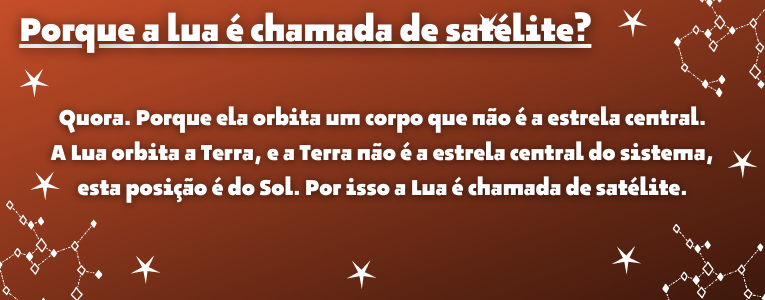 Porque a lua é chamada de satélite?
Quora. Porque ela orbita um corpo que não é a estrela central.
A Lua orbita a Terra, e a Terra não é a estrela central do sistema,
esta posição é do Sol. Por isso a Lua é chamada de satélite.